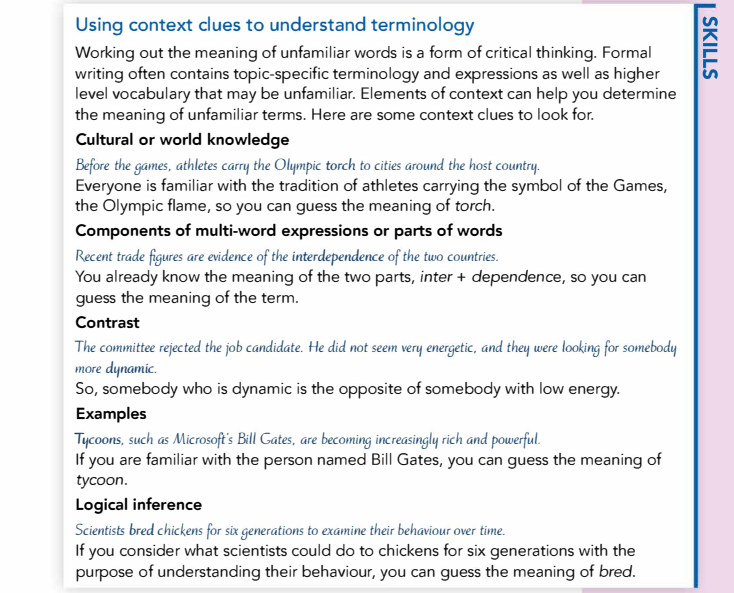 Using context clues to understand terminology
Working out the meaning of unfamiliar words is a form of critical thinking. Formal
writing often contains topic-specific terminology and expressions as well as higher
level vocabulary that may be unfamiliar. Elements of context can help you determine
the meaning of unfamiliar terms. Here are some context clues to look for.
Cultural or world knowledge
Before the games, athletes carry the Olympic torch to cities around the host country.
Everyone is familiar with the tradition of athletes carrying the symbol of the Games,
the Olympic flame, so you can guess the meaning of torch.
Components of multi-word expressions or parts of words
Recent trade figures are evidence of the interdependence of the two countries.
You already know the meaning of the two parts, inter + dependence, so you can
guess the meaning of the term.
Contrast
The committee rejected the job candidate. He did not seem very energetic, and they were looking for somebody
more dynamic.
So, somebody who is dynamic is the opposite of somebody with low energy.
Examples
Tycoons, such as Microsoft's Bill Gates, are becoming increasingly rich and powerful.
If you are familiar with the person named Bill Gates, you can guess the meaning of
tycoon.
Logical inference
Scientists bred chickens for six generations to examine their behaviour over time.
If you consider what scientists could do to chickens for six generations with the
purpose of understanding their behaviour, you can guess the meaning of bred.
SKILLS